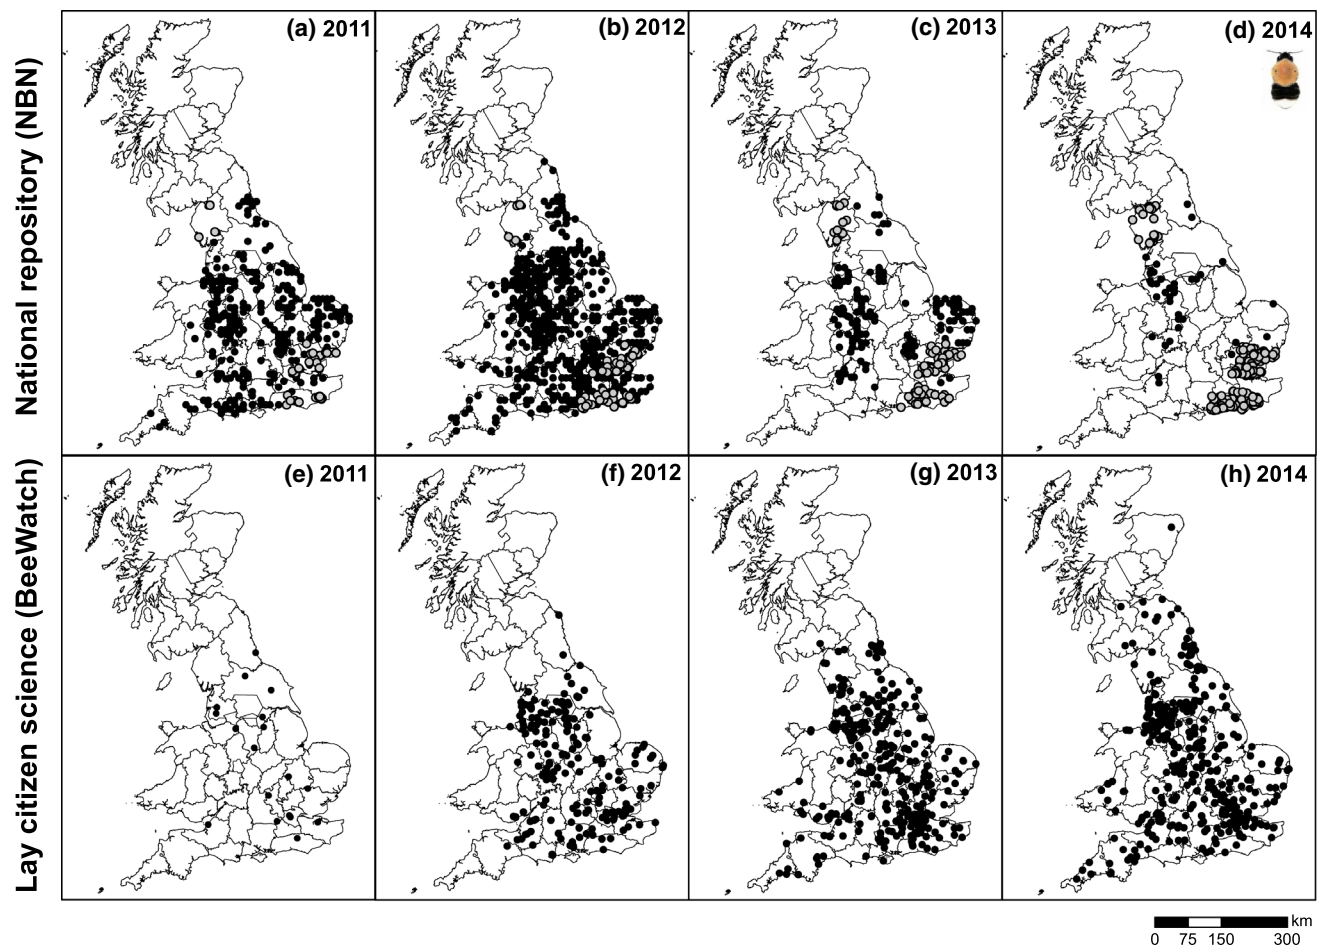 National repository (NBN)
(a) 2011
(b) 2012
(c) 2013
(d) 2014
Lay citizen science (BeeWatch)
(e) 2011
(f) 2012
(g) 2013
(h) 2014
km
0 75 150 300